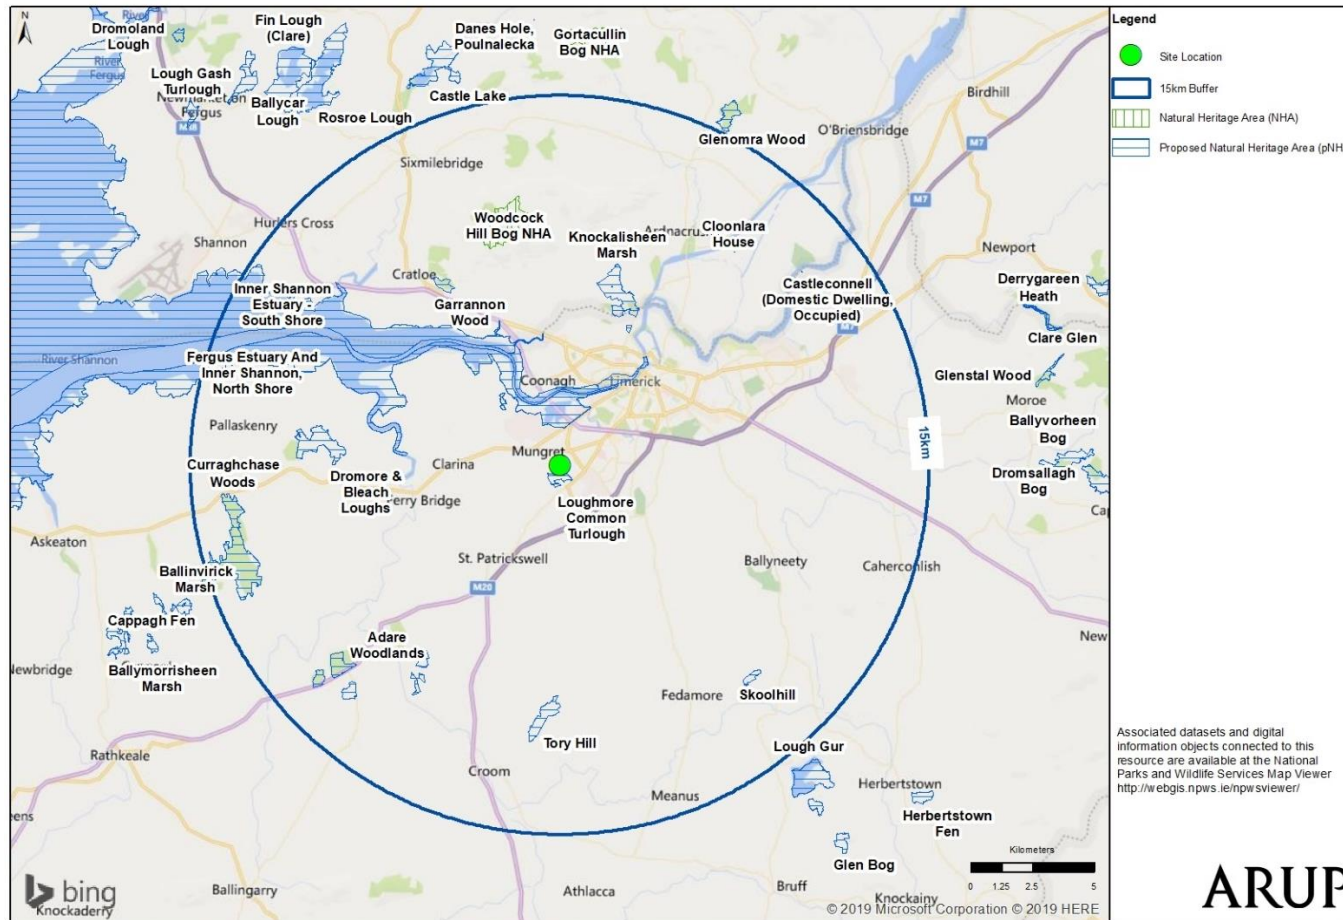 N
River
Dromoland
Lough
River
Fergus
Fin Lough
(Clare)
Danes Hole,
Poulnalecka
Gortacullin
Bog NHA
Lough Gash
Turlough
Newmarket on
Fergus
Ballycar
Lough
Rosroe Lough
Castle Lake
Birdhill
O'Briensbridge
Glenomra Wood
M7
Sixmilebridge
M7
Hurlers Cross
Shannon
Woodcock
Hill Bog NHA
Knockalisheen
Marsh
Ardnacrusha
Cloonlara
House
Newport
Cratloe
Derrygareen
Heath
Inner Shannon
Estuary -
South Shore
Garrannon
Wood
Castleconnell
(Domestic Dwelling,
Occupied)
M7
Clare Glen
River Shannon
Fergus Estuary And
Inner Shannon,
North Shore
Coonagh
Limerick
Glenstal Wood
Moroe
Pallaskenry
Ballyvorheen
Bog
15km
Mungret
Clarina
Curraghchase
Woods
Dromore &
Bleach
Loughs
Ferry Bridge
Dromsallagh
Bog
Loughmore
Common
Turlough
Askeaton
St. Patrickswell
Ballyneety
Caherconlish
Ballinvirick
Marsh
M20
Cappagh Fen
Adare
Woodlands
New
Newbridge
Ballymorrisheen
Marsh
Fedamore
Skoolhill
Tory Hill
Lough Gur
Rathkeale
Croom
Meanus
Herbertstown
Herbertstown
Fen
Glen Bog
Kilometers
0 1.25 2.5 5
bing
Knockaderry
Ballingarry
Athlacca
Bruff
Knockainy
© 2019 Microsoft Corporation © 2019 HERE
Legend
Site Location
15km Buffer
Natural Heritage Area (NHA)
Proposed Natural Heritage Area (pNH
Associated datasets and digital
information objects connected to this
resource are available at the National
Parks and Wildlife Services Map Viewer
http://webgis.npws.ie/npwsviewer/
ARUP